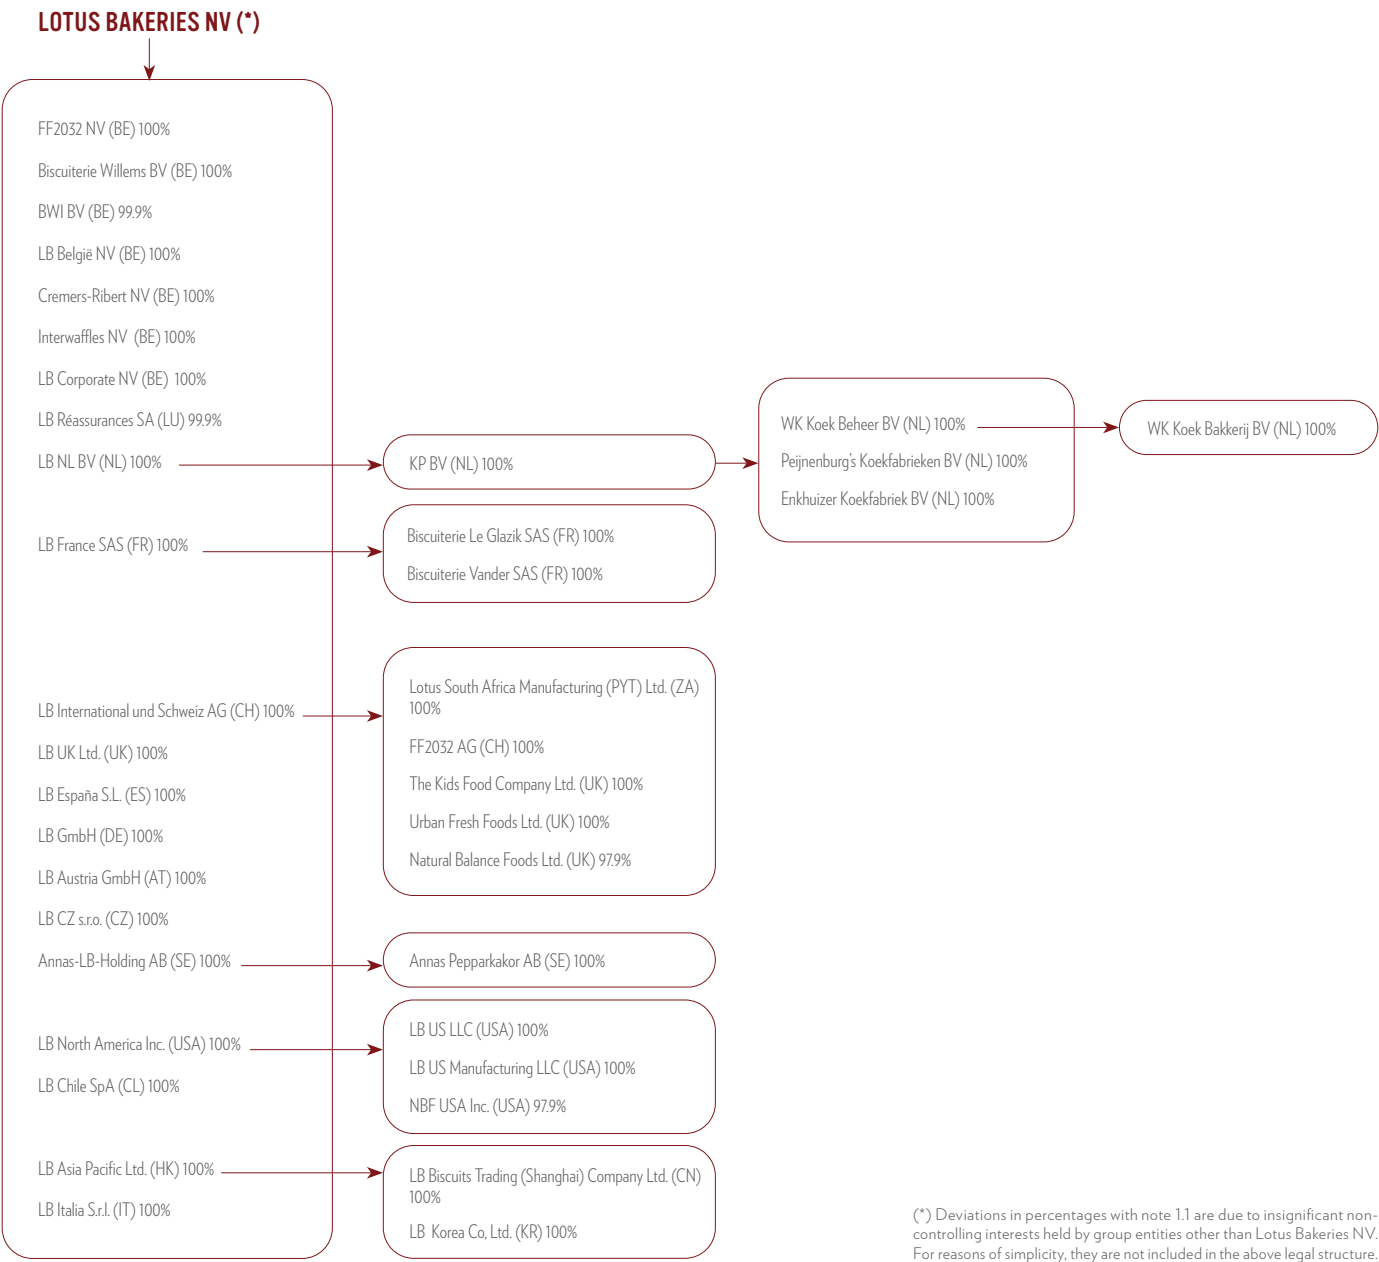 LOTUS BAKERIES NV (*)
FF2032 NV (BE) 100%
Biscuiterie Willems BV (BE) 100%
BWI BV (BE) 99.9%
LB België NV (BE) 100%
Cremers-Ribert NV (BE) 100%
Interwaffles NV (BE) 100%
LB Corporate NV (BE) 100%
LB Réassurances SA (LU) 99.9%
LB NL BV (NL) 100%
LB France SAS (FR) 100%
LB International und Schweiz AG (CH) 100%
LB UK Ltd. (UK) 100%
LB España S.L. (ES) 100%
LB GmbH (DE) 100%
LB Austria GmbH (AT) 100%
LB CZ s.r.o. (CZ) 100%
Annas-LB-Holding AB (SE) 100%
LB North America Inc. (USA) 100%
LB Chile SpA (CL) 100%
LB Asia Pacific Ltd. (HK) 100%
LB Italia S.r.l. (IT) 100%
KP BV (NL) 100%
Biscuiterie Le Glazik SAS (FR) 100%
Biscuiterie Vander SAS (FR) 100%
Lotus South Africa Manufacturing (PYT) Ltd. (ZA)
100%
FF2032 AG (CH) 100%
The Kids Food Company Ltd. (UK) 100%
Urban Fresh Foods Ltd. (UK) 100%
Natural Balance Foods Ltd. (UK) 97.9%
Annas Pepparkakor AB (SE) 100%
LB US LLC (USA) 100%
LB US Manufacturing LLC (USA) 100%
NBF USA Inc. (USA) 97.9%
LB Biscuits Trading (Shanghai) Company Ltd. (CN)
100%
LB Korea Co, Ltd. (KR) 100%
WK Koek Beheer BV (NL) 100%
Peijnenburg's Koekfabrieken BV (NL) 100%
Enkhuizer Koekfabriek BV (NL) 100%
WK Koek Bakkerij BV (NL) 100%
(*) Deviations in percentages with note 1.1 are due to insignificant non-
controlling interests held by group entities other than Lotus Bakeries NV.
For reasons of simplicity, they are not included in the above legal structure.